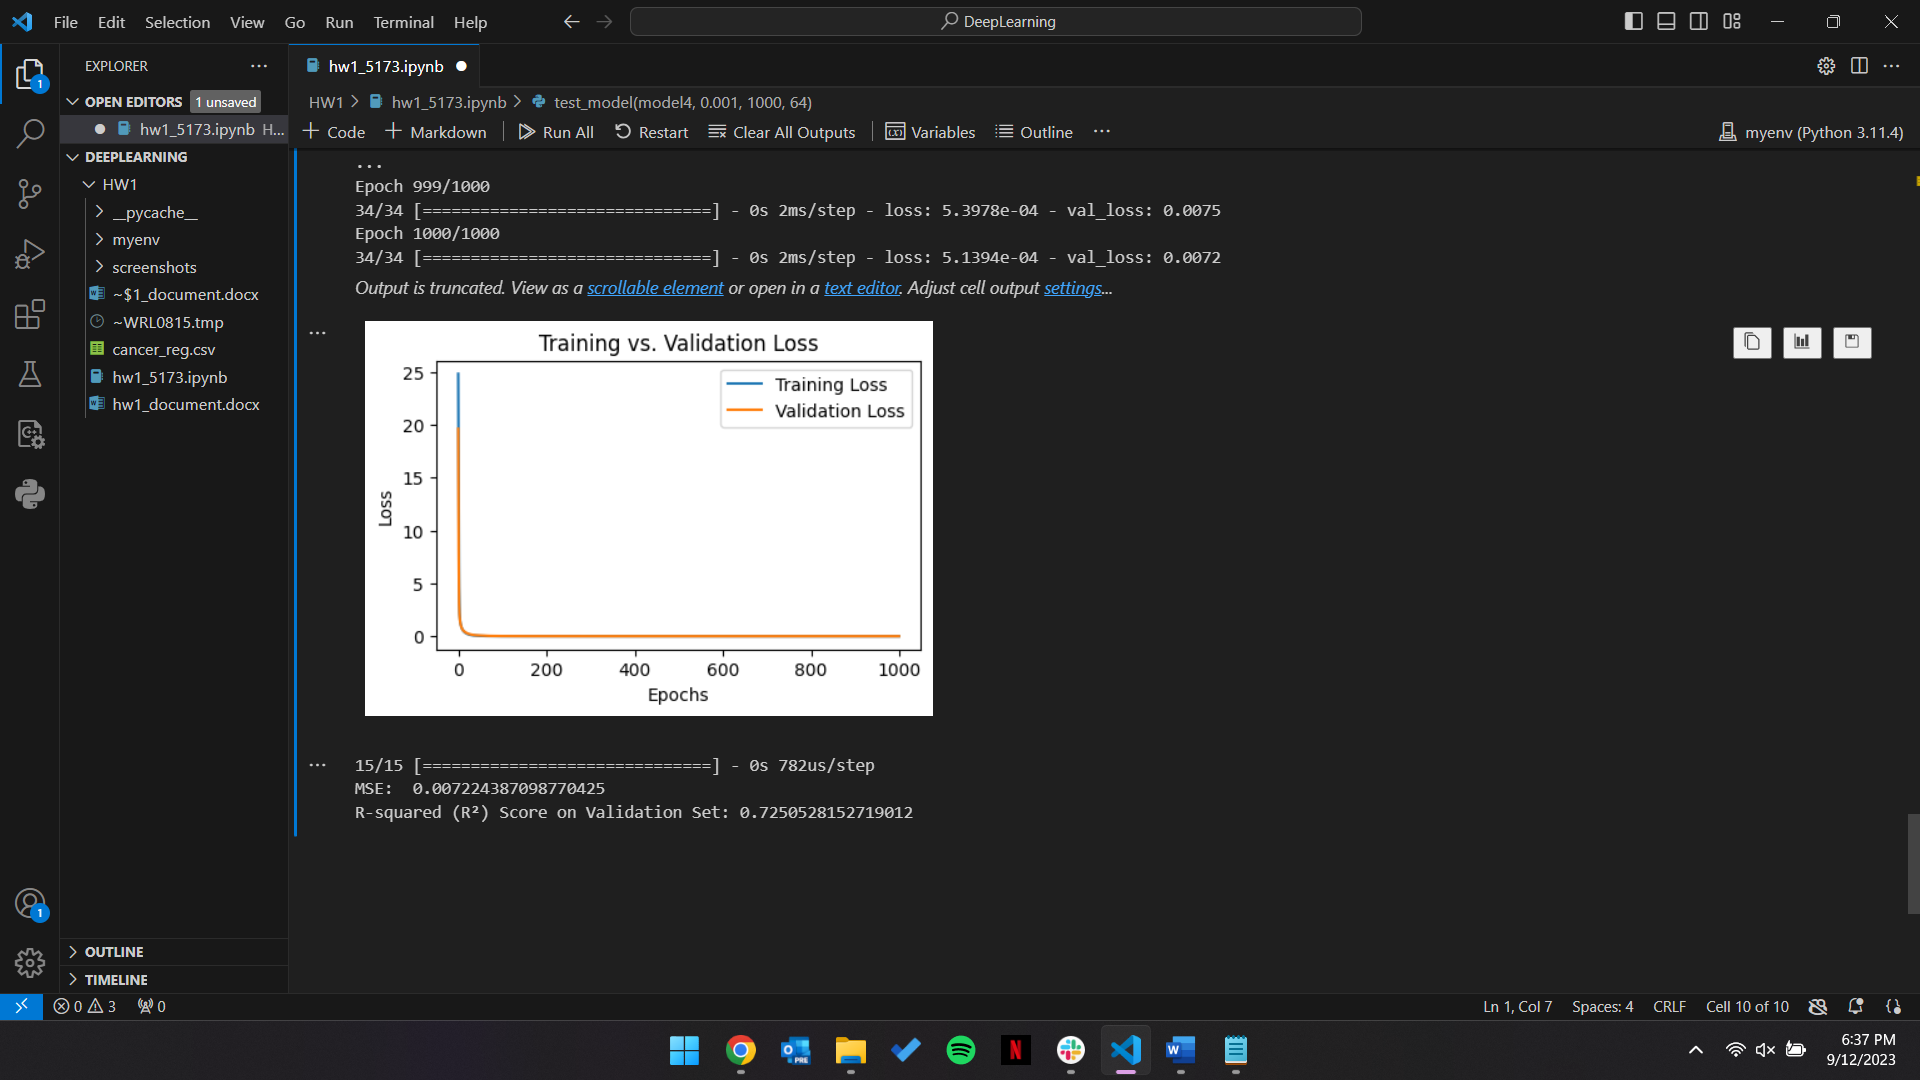 File Edit Selection View Go Run Terminal Help
DeepLearning
EXPLORER
OPEN EDITORS 1 unsaved
hw1_5173.ipynb H...
DEEPLEARNING
HW1
__pycache__
myenv
screenshots
~$1_document.docx
~WRL0815.tmp
cancer_reg.csv
hw1_5173.ipynb
hw1_document.docx
OUTLINE
TIMELINE
hw1_5173.ipynb
HW1 > hw1_5173.ipynb > test_model(model4, 0.001, 1000, 64)
+ Code + Markdown Run All Restart Clear All Outputs Variables Outline ...
myenv (Python 3.11.4)
...
Epoch 999/1000
34/34 [==============================] - 0s 2ms/step - loss: 5.3978e-04 - val_loss: 0.0075
Epoch 1000/1000
34/34 [==============================] - 0s 2ms/step - loss: 5.1394e-04 - val_loss: 0.0072
Output is truncated. View as a scrollable element or open in a text editor. Adjust cell output settings...
Training vs. Validation Loss
Training Loss
Validation Loss
25
20
15
10
5
0
Loss
0 200 400 600 800 1000
Epochs
15/15 [==============================] - 0s 782us/step
MSE:  0.007224387098770425
R-squared (R²) Score on Validation Set: 0.7250528152719012
1
1
0 3 0
Ln 1, Col 7 Spaces: 4 CRLF Cell 10 of 10
PRE
N
W
6:37 PM
9/12/2023